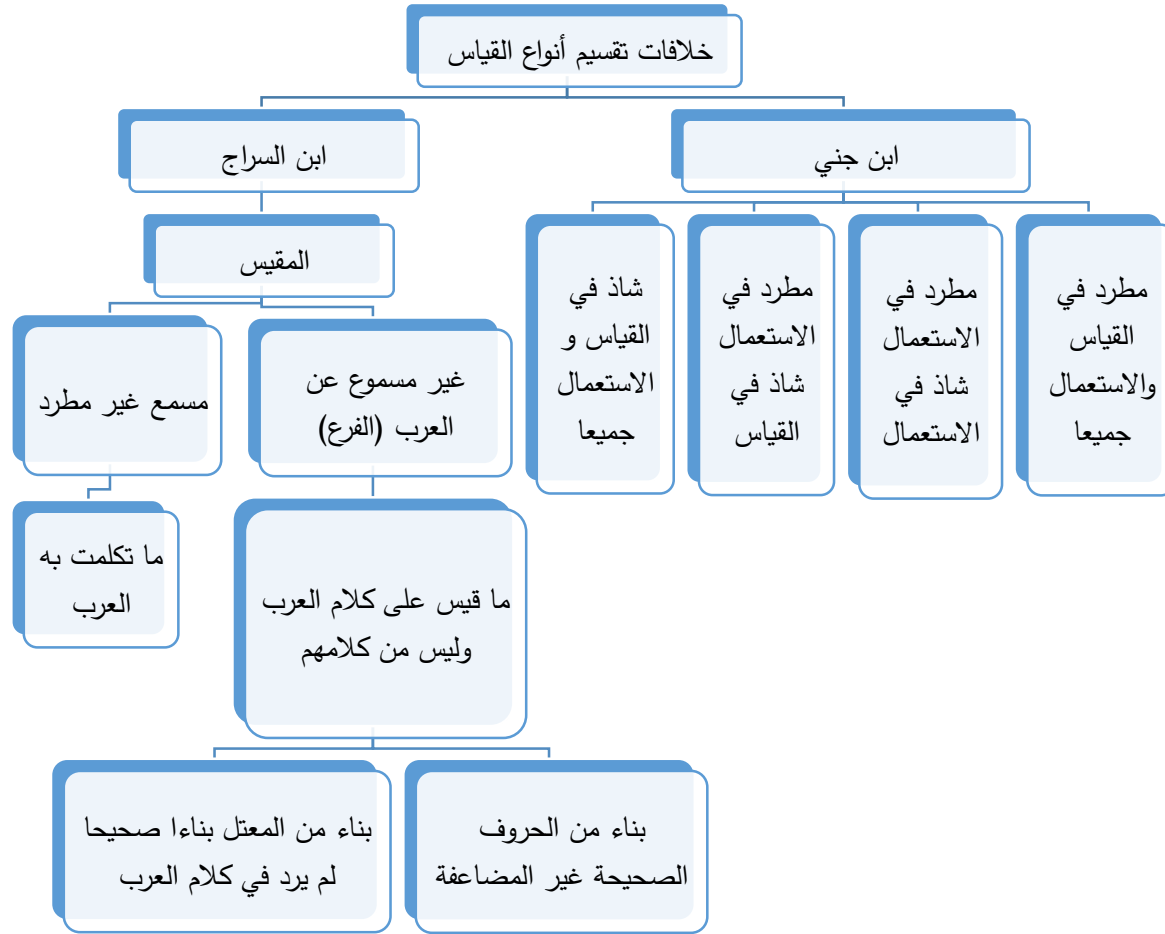 خلافات تقسيم أنواع القياس
ابن جني
ابن السراج
مطرد في
القياس
والاستعمال
جميعا
مطرد في
الاستعمال
شاذ في
الاستعمال
مطرد في
الاستعمال
شاذ في
القياس
شاذ في
القياس و
الاستعمال
جميعا
المقيس
غير مسموع عن
العرب (الفرع)
مسمع غير مطرد
ما قيس على كلام العرب
وليس من كلامهم
ما تكلمت به
العرب
بناء من الحروف
الصحيحة غير المضاعفة
بناء من المعتل بناءا صحيحا
لم يرد في كلام العرب